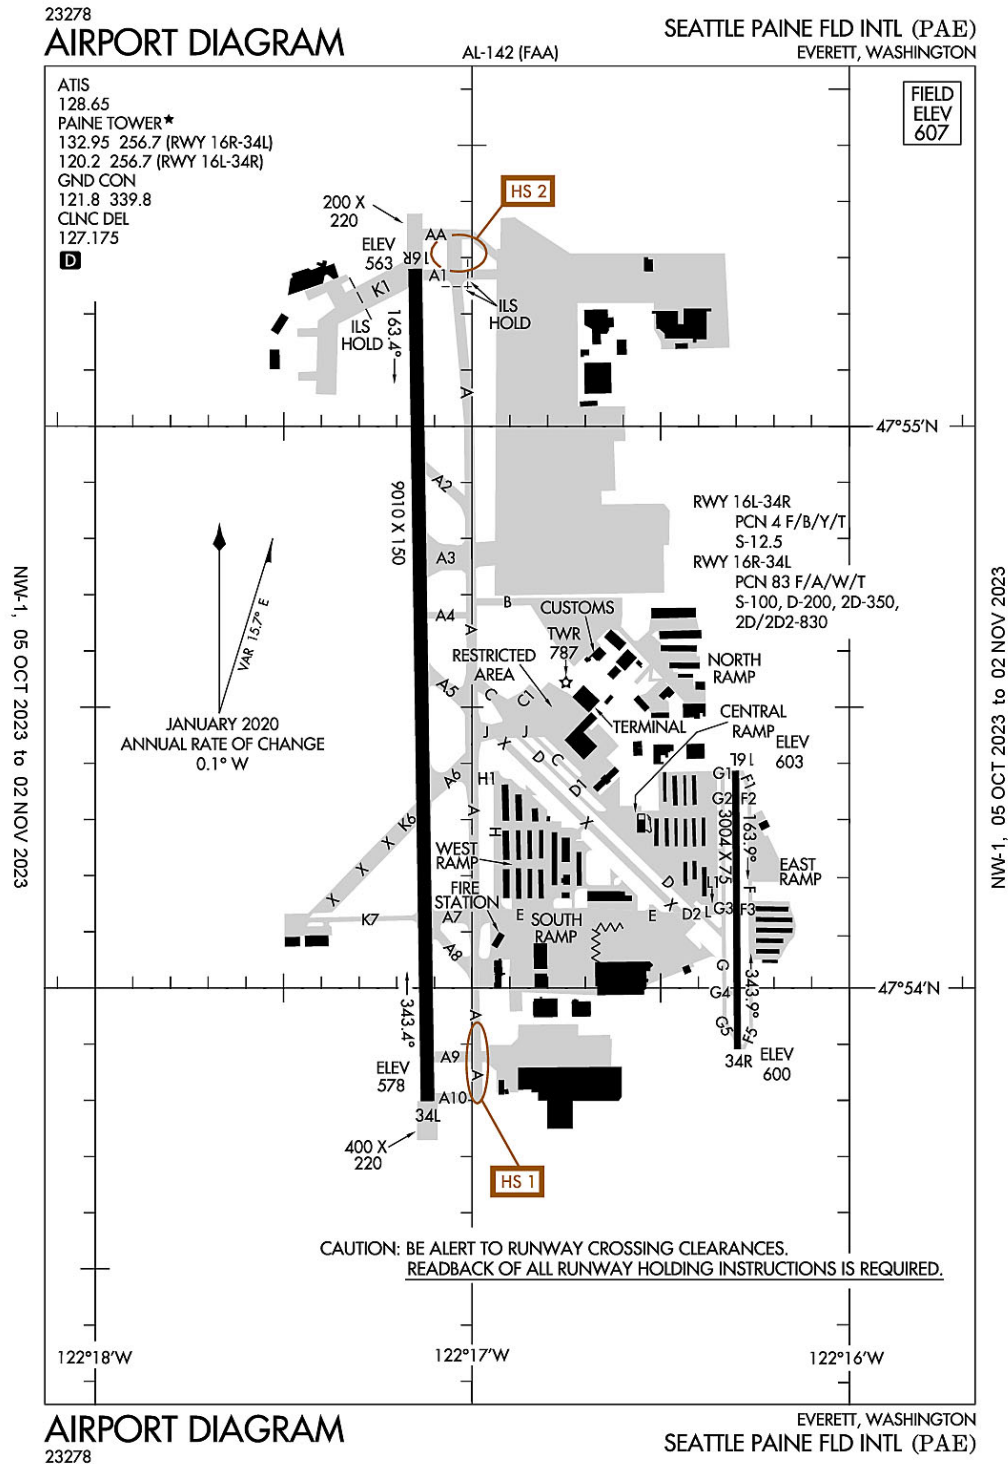 23278
AIRPORT DIAGRAM
AL-142 (FAA)
SEATTLE PAINE FLD INTL (PAE)
EVERETT, WASHINGTON
ATIS
128.65
PAINE TOWER★
132.95 256.7 (RWY 16R-34L)
120.2 256.7 (RWY 16L-34R)
GND CON
121.8 339.8
CLNC DEL
127.175
D
FIELD
ELEV
607
HS 2
200 X
220
AA
ELEV
563
16R
A1
K1
ILS
HOLD
ILS
HOLD
163.4°
A
47°55'N
A2
9010 X 150
RWY 16L-34R
PCN 4 F/B/Y/T
S-12.5
RWY 16R-34L
PCN 83 F/A/W/T
S-100, D-200, 2D-350,
2D/2D2-830
A3
VAR 15.7° E
JANUARY 2020
ANNUAL RATE OF CHANGE
0.1° W
B
A4
A
CUSTOMS
TWR
787
RESTRICTED
AREA
NORTH
RAMP
A5
C
C1
TERMINAL
CENTRAL
RAMP
J
J
X
D
C
D1
X
ELEV
603
16L
A6
H1
G1
F1
G2
F2
A
H
K6
X
X
X
3004 X 75
163.9°
WEST
RAMP
EAST
RAMP
FIRE
STATION
D
X
L1
F
K7
A7
E
SOUTH
RAMP
E
D2
L
G3
F3
A8
G
47°54'N
G4
343.9°
343.4°
A
G5
F5
34R
ELEV
600
A9
A
ELEV
578
A10
34L
400 X
220
HS 1
CAUTION: BE ALERT TO RUNWAY CROSSING CLEARANCES.
READBACK OF ALL RUNWAY HOLDING INSTRUCTIONS IS REQUIRED.
122°18'W
122°17'W
122°16'W
NW-1, 05 OCT 2023 to 02 NOV 2023
NW-1, 05 OCT 2023 to 02 NOV 2023
AIRPORT DIAGRAM
23278
EVERETT, WASHINGTON
SEATTLE PAINE FLD INTL (PAE)